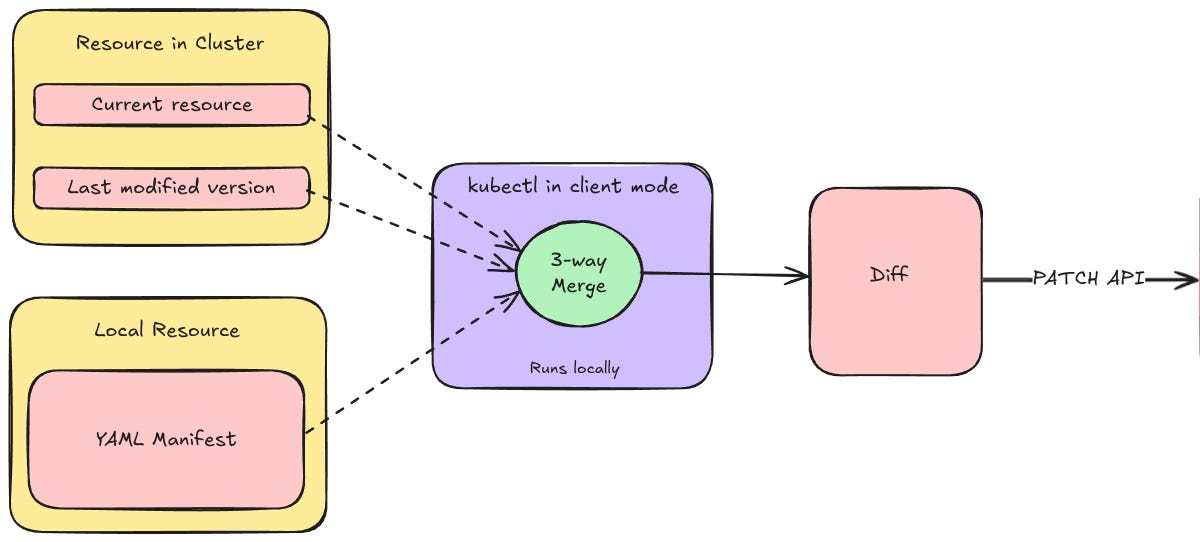 Resource in Cluster
Current resource
Last modified version
Local Resource
YAML Manifest
kubectl in client mode
3-way
Merge
Runs locally
Diff
PATCH API